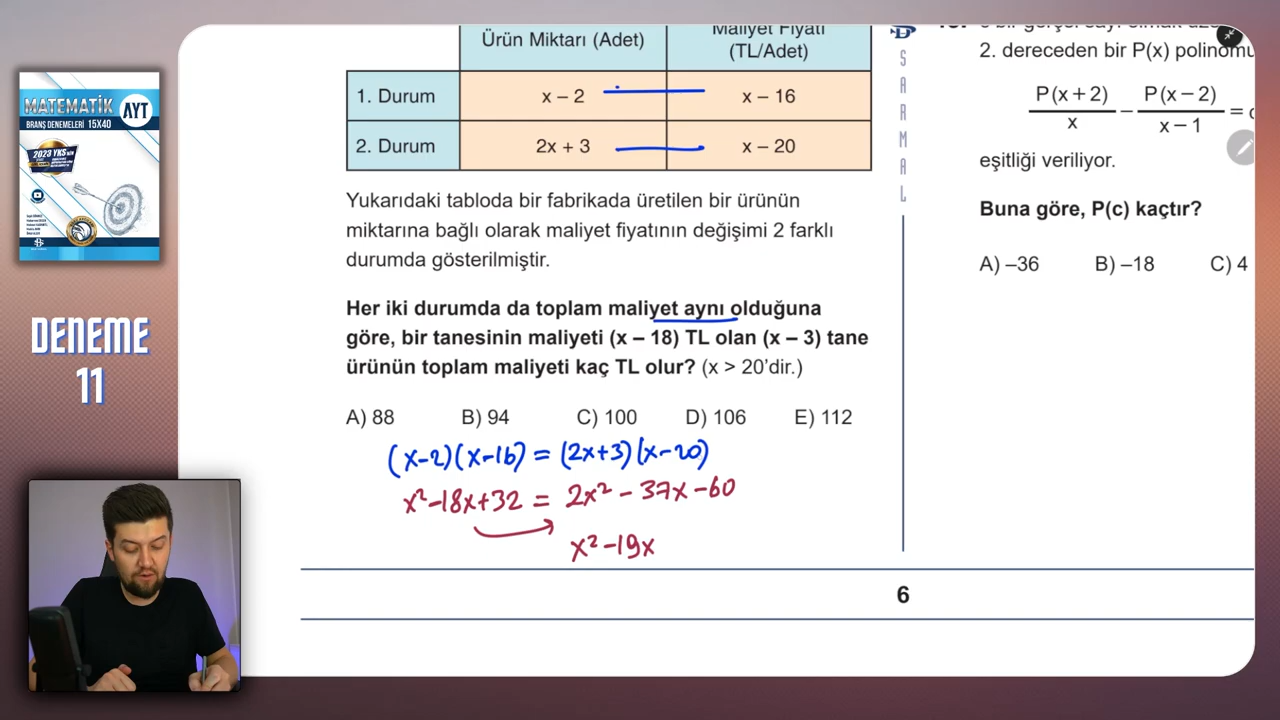 MATEMATİK
AYT
BRANŞ DENEMELERİ 15X40
2023 YKS'nin
DENEME
11
Ürün Miktarı (Adet)
Maliyet Fiyatı
(TL/Adet)
1. Durum x – 2 x – 16
2. Durum 2x + 3 x – 20
Yukarıdaki tabloda bir fabrikada üretilen bir ürünün
miktarına bağlı olarak maliyet fiyatının değişimi 2 farklı
durumda gösterilmiştir.
Her iki durumda da toplam maliyet aynı olduğuna
göre, bir tanesinin maliyeti (x – 18) TL olan (x – 3) tane
ürünün toplam maliyeti kaç TL olur? (x > 20'dir.)
A) 88 B) 94 C) 100 D) 106 E) 112
(x-2)(x-16) = (2x+3)(x-20)
x²-18x+32 = 2x² - 37x -60
x² -19x
6
SARMAL
2. dereceden bir P(x) polinomu
P(x + 2)/x – P(x – 2)/(x – 1) =
eşitliği veriliyor.
Buna göre, P(c) kaçtır?
A) –36 B) –18 C) 4